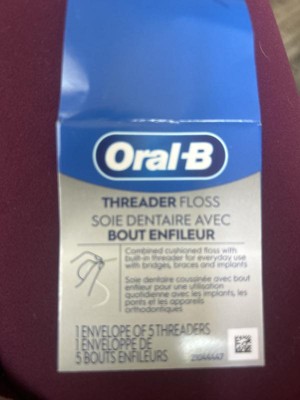 Oral-B
THREADER FLOSS
SOIE DENTAIRE AVEC
BOUT ENFILEUR
Combined cushioned floss with
built-in threader for everyday use
with bridges, braces and implants
Soie dentaire coussinée avec bout
enfileur pour une utilisation
quotidienne avec les implants, les
ponts et les appareils
orthodontiques
1 ENVELOPE OF 5 THREADERS
1 ENVELOPPE DE
5 BOUTS ENFILEURS